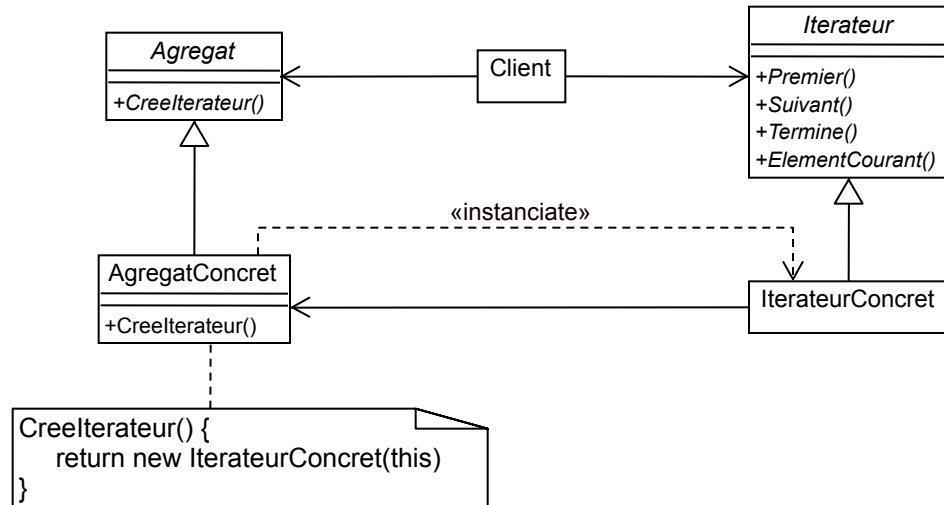 Agregat
+CreeIterateur()
Client
Iterateur
+Premier()
+Suivant()
+Termine()
+ElementCourant()
«instanciate»
AgregatConcret
+CreeIterateur()
IterateurConcret
CreeIterateur() {
return new IterateurConcret(this)
}